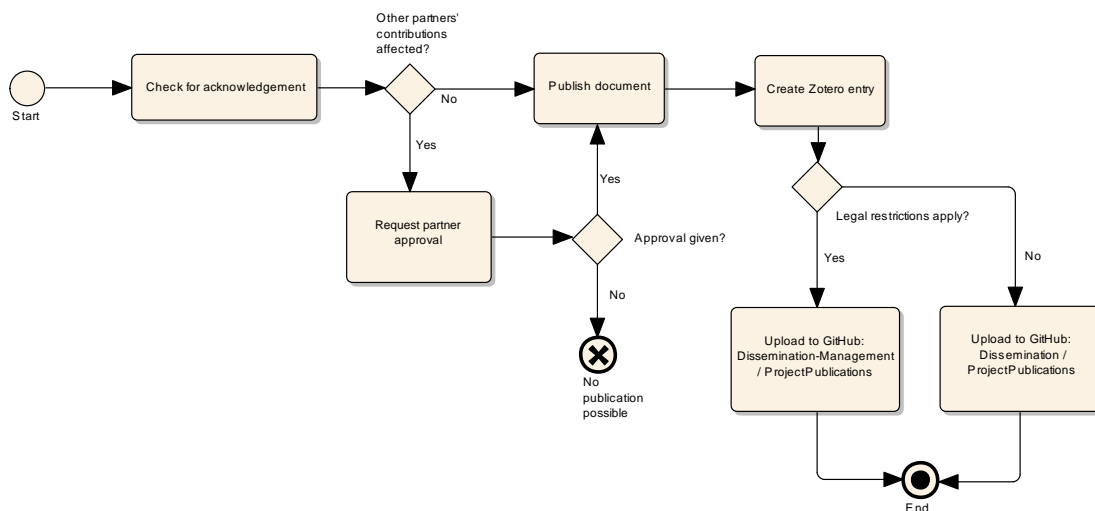 Other partners'
contributions
affected?
Start
Check for acknowledgement
No
Publish document
Create Zotero entry
Yes
Request partner
approval
Yes
Approval given?
No
No
publication
possible
Legal restrictions apply?
Yes
No
Upload to GitHub:
Dissemination-Management
/ ProjectPublications
Upload to GitHub:
Dissemination /
ProjectPublications
End